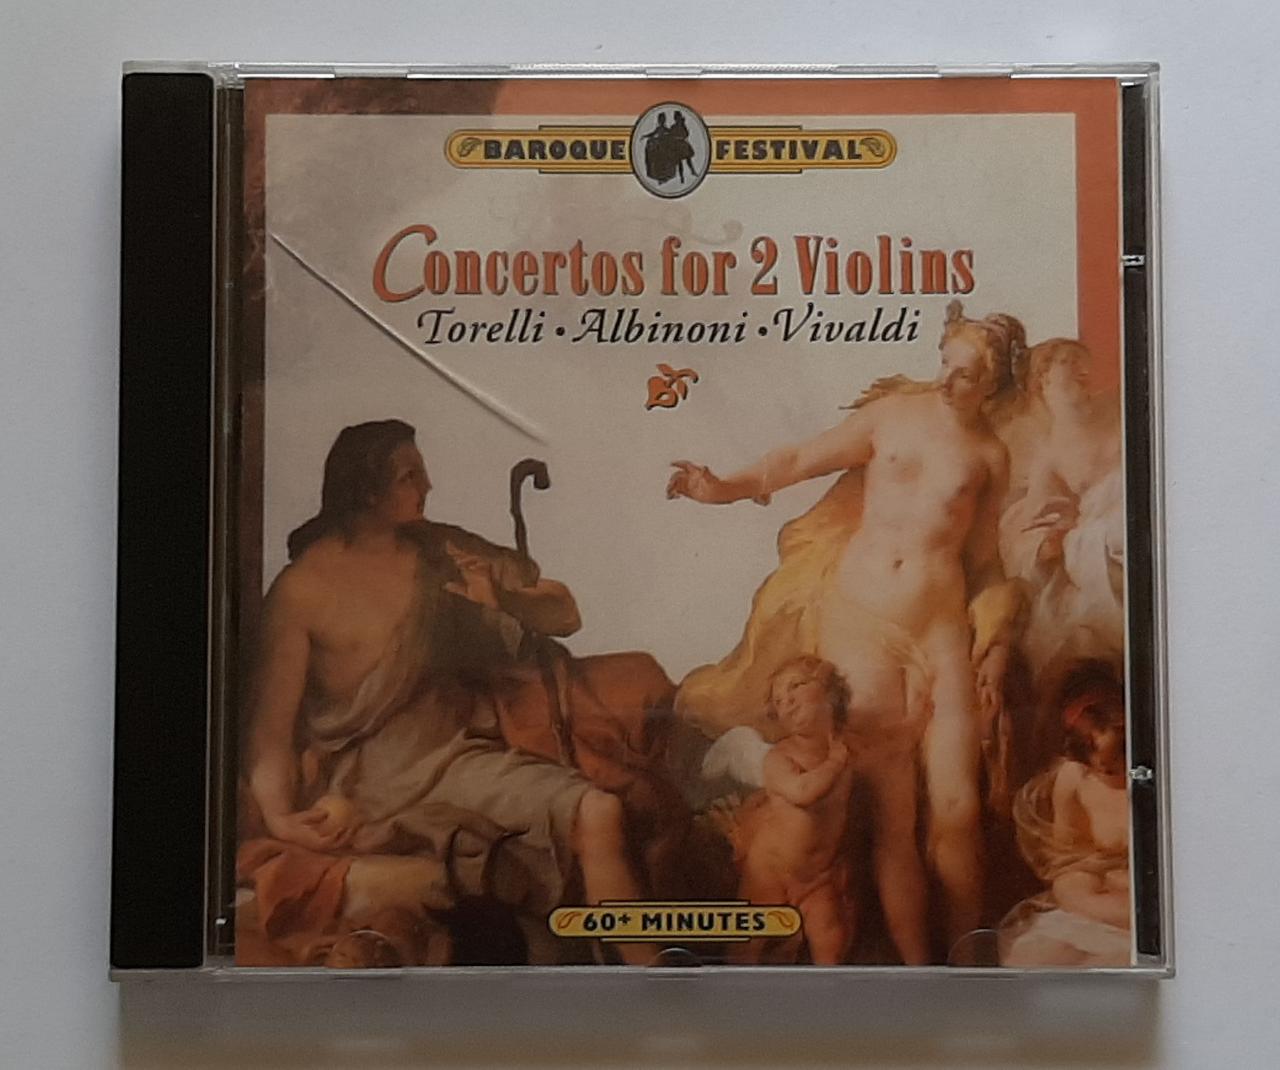 BAROQUE FESTIVAL
Concertos for 2 Violins
Torelli • Albinoni • Vivaldi
60+ MINUTES